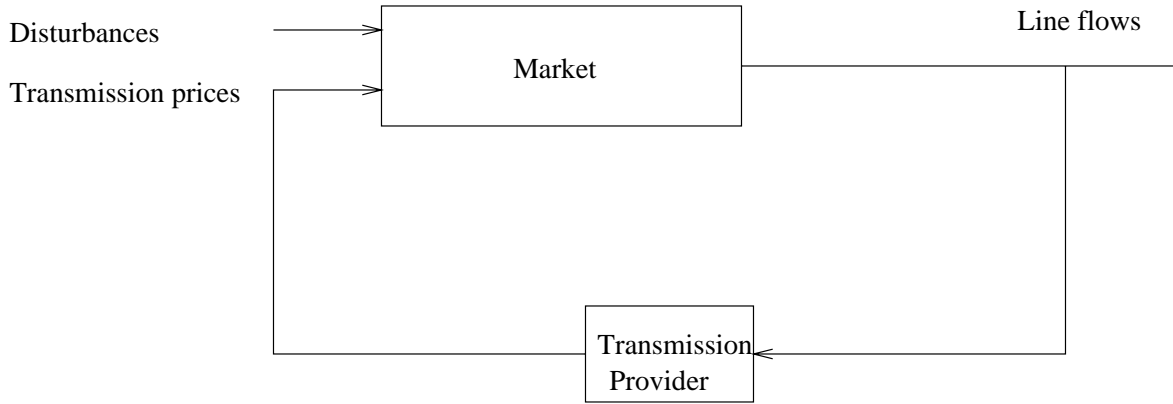 Line flows
Disturbances
Market
Transmission prices
Transmission
Provider